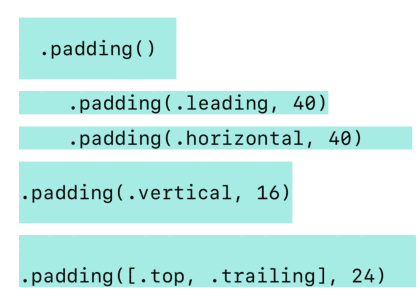 .padding()
.padding(.leading, 40)
.padding(.horizontal, 40)
.padding(.vertical, 16)
.padding([.top, .trailing], 24)